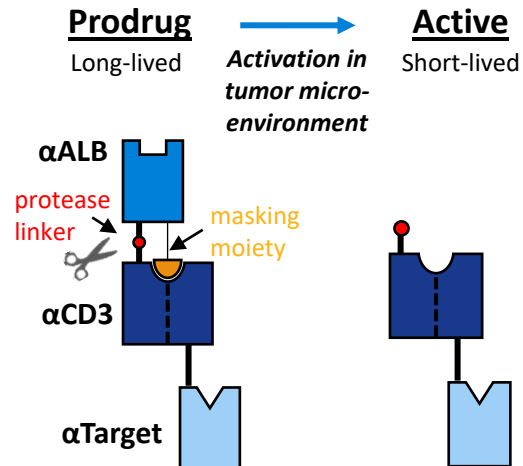 Prodrug
Long-lived
Activation in
tumor micro-
environment
Active
Short-lived
αALB
protease
linker
masking
moiety
αCD3
αTarget